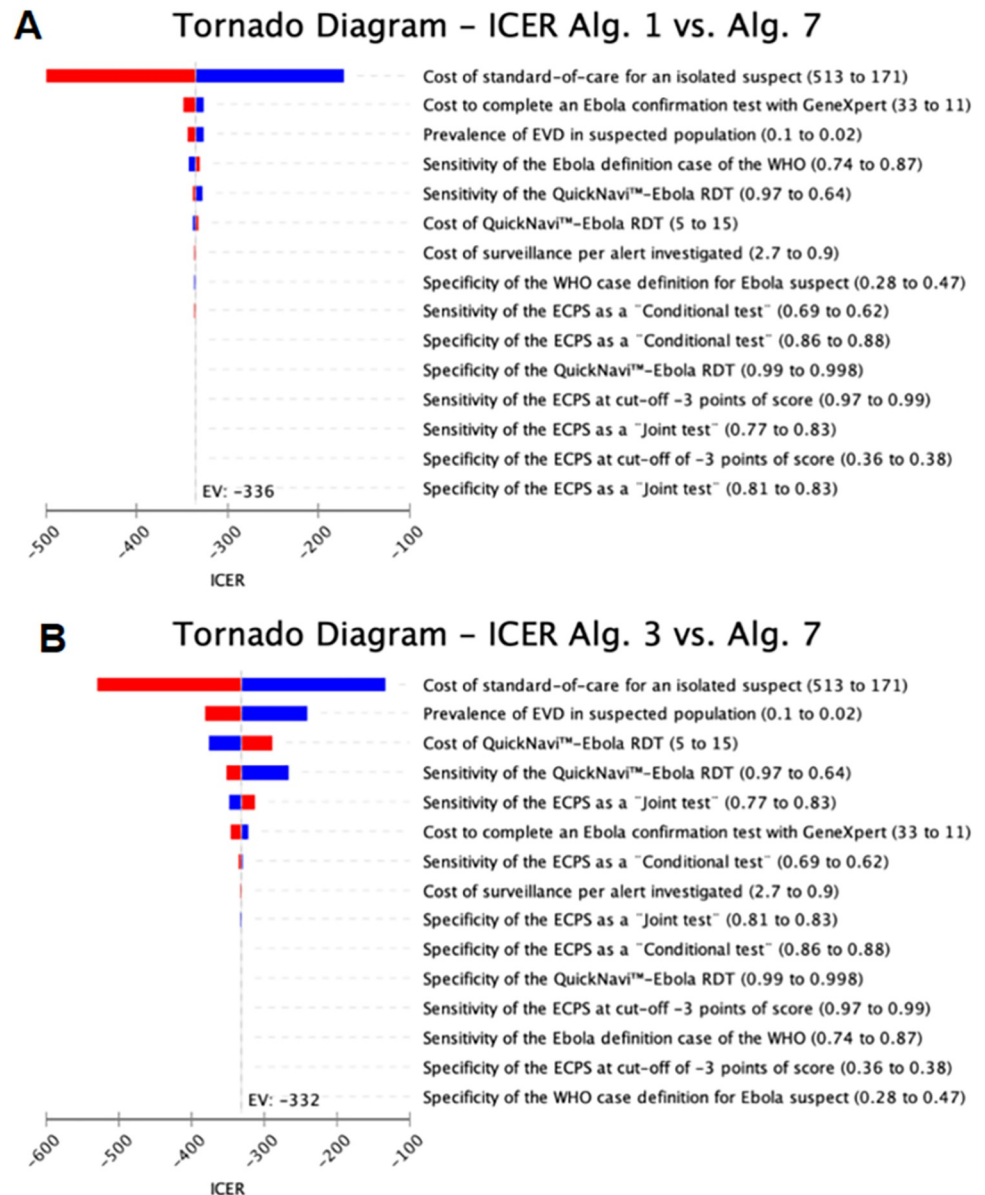 A
Tornado Diagram – ICER Alg. 1 vs. Alg. 7
Cost of standard-of-care for an isolated suspect (513 to 171)
Cost to complete an Ebola confirmation test with GeneXpert (33 to 11)
Prevalence of EVD in suspected population (0.1 to 0.02)
Sensitivity of the Ebola definition case of the WHO (0.74 to 0.87)
Sensitivity of the QuickNavi™-Ebola RDT (0.97 to 0.64)
Cost of QuickNavi™-Ebola RDT (5 to 15)
Cost of surveillance per alert investigated (2.7 to 0.9)
Specificity of the WHO case definition for Ebola suspect (0.28 to 0.47)
Sensitivity of the ECPS as a ¨Conditional test¨ (0.69 to 0.62)
Specificity of the ECPS as a ¨Conditional test¨ (0.86 to 0.88)
Specificity of the QuickNavi™-Ebola RDT (0.99 to 0.998)
Sensitivity of the ECPS at cut-off -3 points of score (0.97 to 0.99)
Sensitivity of the ECPS as a ¨Joint test¨ (0.77 to 0.83)
Specificity of the ECPS at cut-off of -3 points of score (0.36 to 0.38)
EV: -336 Specificity of the ECPS as a ¨Joint test¨ (0.81 to 0.83)
-500 -400 -300 -200 -100
ICER
B
Tornado Diagram – ICER Alg. 3 vs. Alg. 7
Cost of standard-of-care for an isolated suspect (513 to 171)
Prevalence of EVD in suspected population (0.1 to 0.02)
Cost of QuickNavi™-Ebola RDT (5 to 15)
Sensitivity of the QuickNavi™-Ebola RDT (0.97 to 0.64)
Sensitivity of the ECPS as a ¨Joint test¨ (0.77 to 0.83)
Cost to complete an Ebola confirmation test with GeneXpert (33 to 11)
Sensitivity of the ECPS as a ¨Conditional test¨ (0.69 to 0.62)
Cost of surveillance per alert investigated (2.7 to 0.9)
Specificity of the ECPS as a ¨Joint test¨ (0.81 to 0.83)
Specificity of the ECPS as a ¨Conditional test¨ (0.86 to 0.88)
Specificity of the QuickNavi™-Ebola RDT (0.99 to 0.998)
Sensitivity of the ECPS at cut-off -3 points of score (0.97 to 0.99)
Sensitivity of the Ebola definition case of the WHO (0.74 to 0.87)
Specificity of the ECPS at cut-off of -3 points of score (0.36 to 0.38)
EV: -332 Specificity of the WHO case definition for Ebola suspect (0.28 to 0.47)
-600 -500 -400 -300 -200 -100
ICER